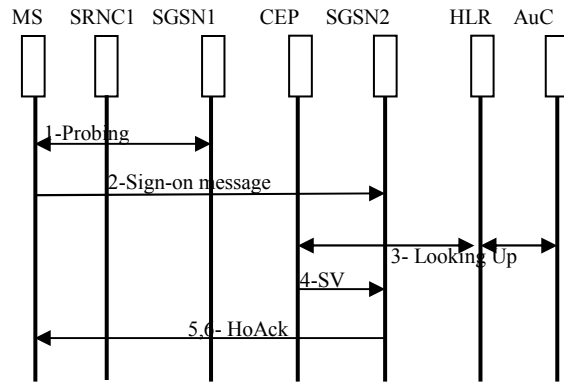 MS SRNC1 SGSN1 CEP SGSN2 HLR AuC
1-Probing
2-Sign-on message
3- Looking Up
4-SV
5,6- HoAck